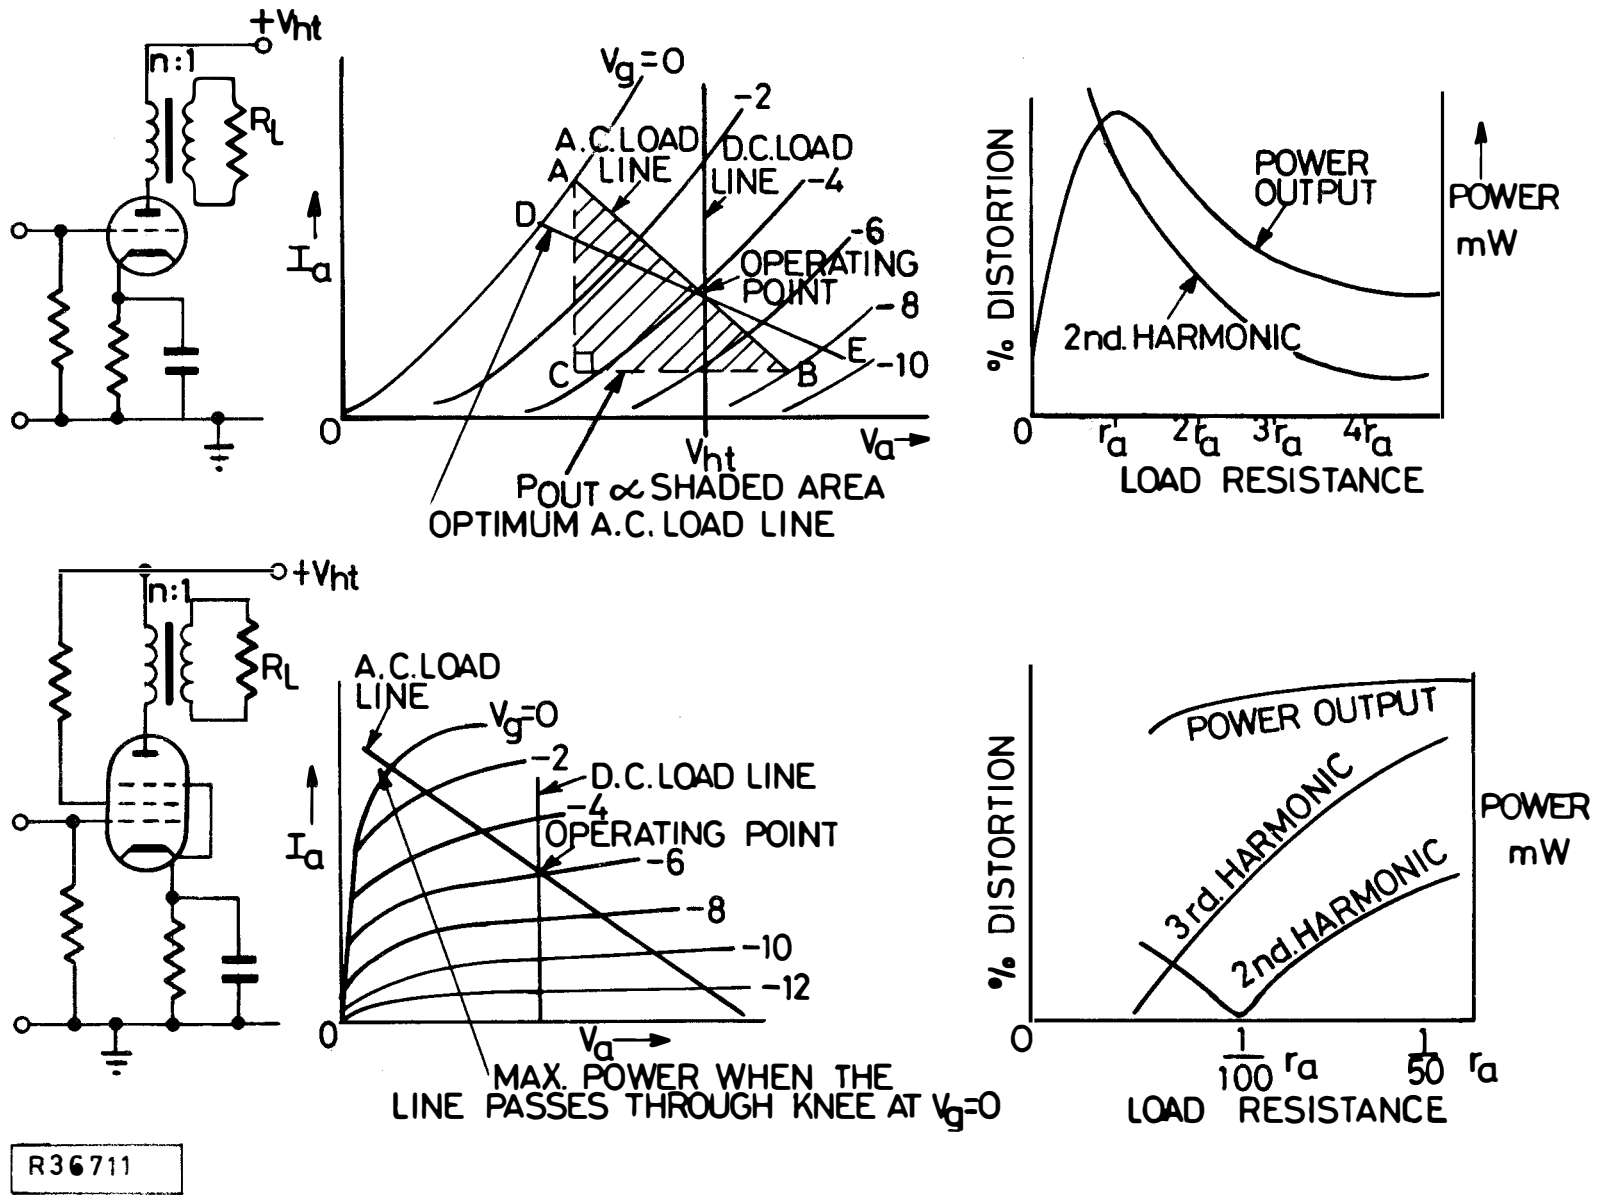 +Vht
n:1
RL
Ia
Vg=0
-2
A.C. LOAD
LINE
D.C. LOAD
LINE
-4
-6
OPERATING
POINT
-8
-10
A
D
C
B
E
0
Vht
Va
POUT ∝ SHADED AREA
OPTIMUM A.C. LOAD LINE
% DISTORTION
POWER
OUTPUT
POWER
mW
2nd. HARMONIC
0
ra
2ra
3ra
4ra
LOAD RESISTANCE
+Vht
n:1
RL
A.C. LOAD
LINE
Vg=0
-2
D.C. LOAD LINE
-4
OPERATING POINT
-6
-8
-10
-12
Ia
0
Va
MAX. POWER WHEN THE
LINE PASSES THROUGH KNEE AT Vg=0
% DISTORTION
POWER OUTPUT
3rd. HARMONIC
2nd. HARMONIC
POWER
mW
0
1/100 ra
1/50 ra
LOAD RESISTANCE
R36711